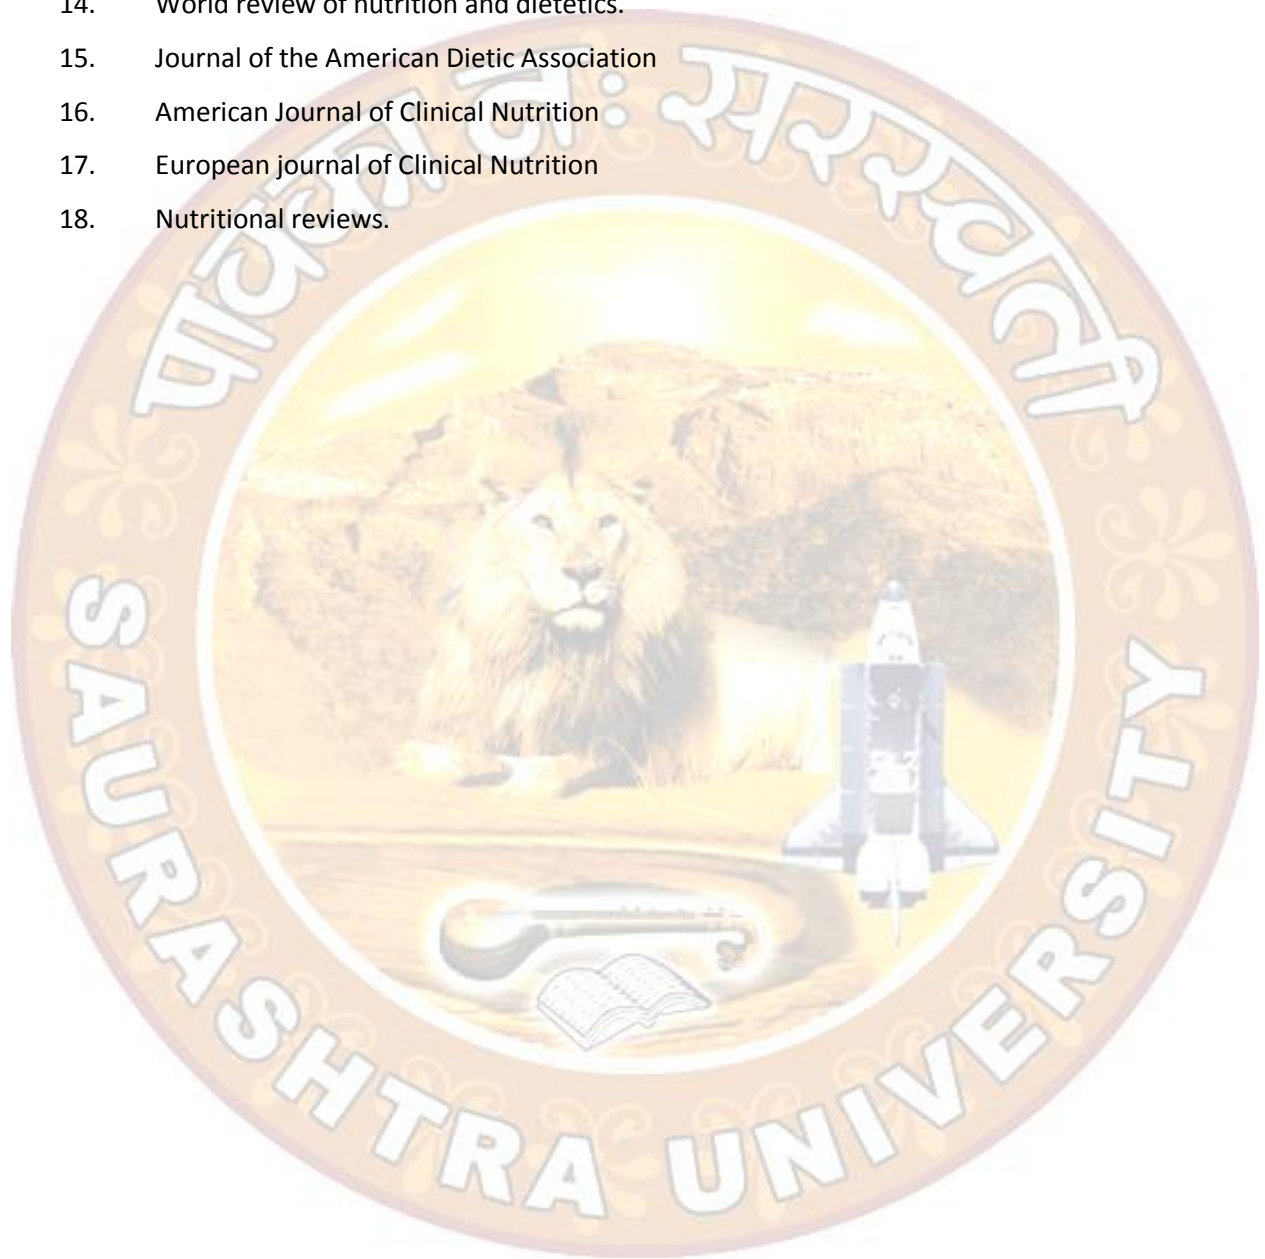 14. World review of nutrition and dietetics.
15. Journal of the American Dietic Association
16. American Journal of Clinical Nutrition
17. European journal of Clinical Nutrition
18. Nutritional reviews.
पावका नः सरस्वती
SAURASHTRA UNIVERSITY